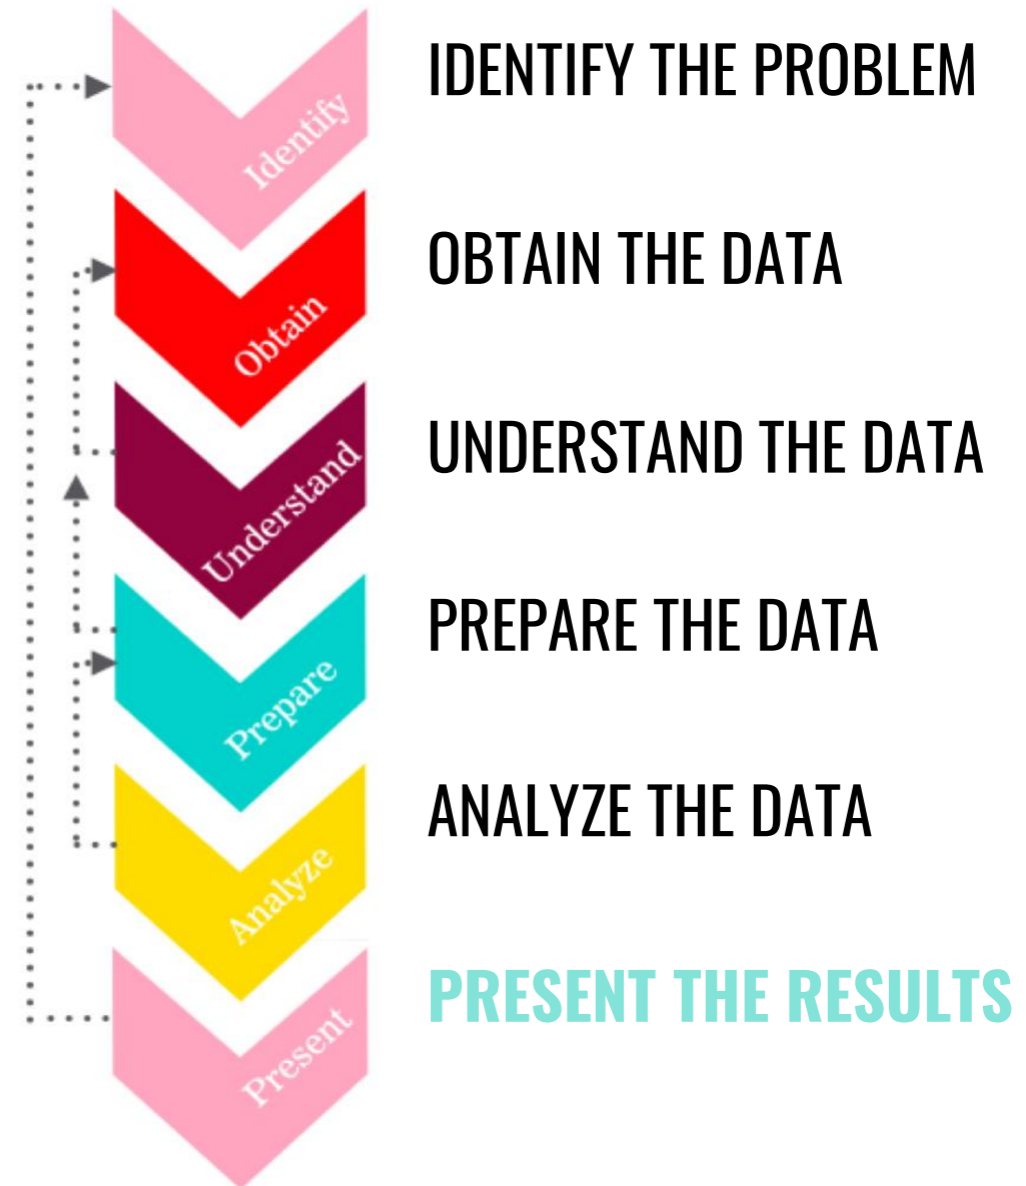 IDENTIFY THE PROBLEM
Identify
OBTAIN THE DATA
Obtain
UNDERSTAND THE DATA
Understand
PREPARE THE DATA
Prepare
ANALYZE THE DATA
Analyze
PRESENT THE RESULTS
Present